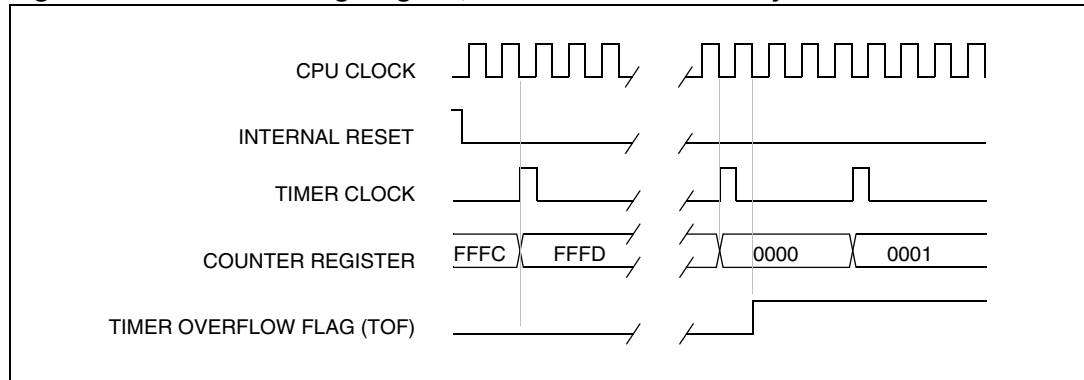 CPU CLOCK
INTERNAL RESET
TIMER CLOCK
COUNTER REGISTER FFFC FFFD 0000 0001
TIMER OVERFLOW FLAG (TOF)